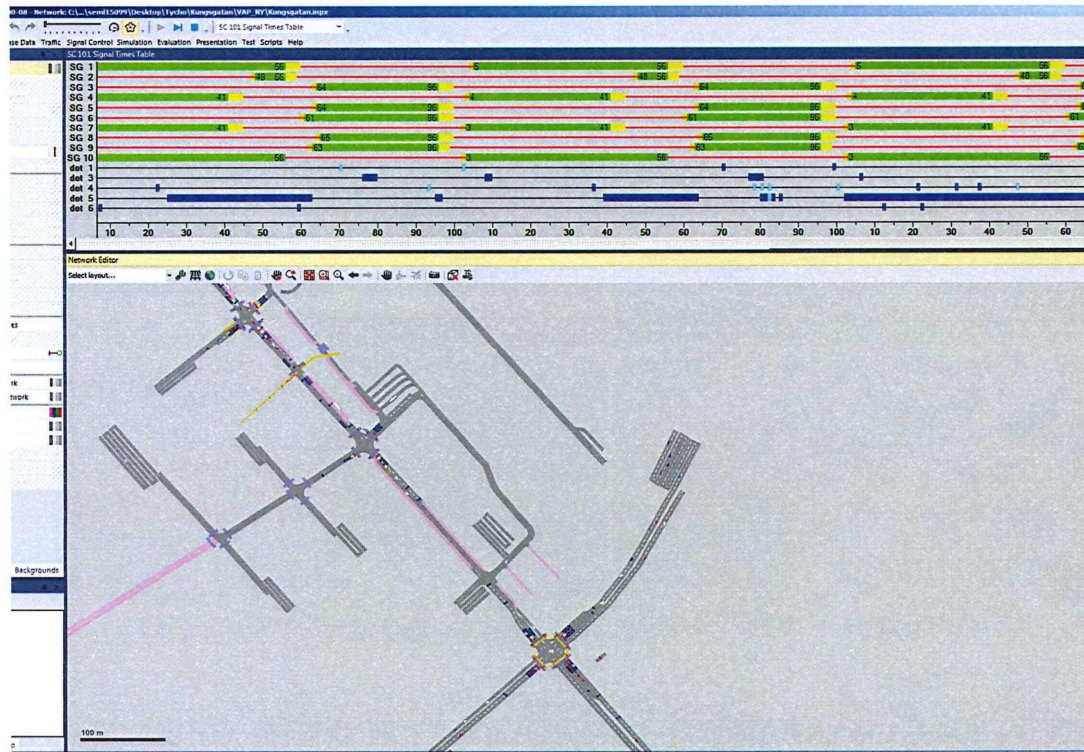 00-08 - Network: C:\...\seml15099\Desktop\Tycho\Kungsgatan\VAP_NY\Kungsgatan.inpx
SC 101 Signal Times Table
use Data Traffic Signal Control Simulation Evaluation Presentation Test Scripts Help
SC 101 Signal Times Table
SG 1 56 5 56 5 56
SG 2 48 56 48 56 48 56
SG 3 64 96 64 96
SG 4 41 4 41 4 41
SG 5 64 96 64 96
SG 6 61 96 61 96 61
SG 7 41 3 41 3 41
SG 8 65 96 65 96
SG 9 63 96 63 96 63
SG 10 56 3 56 3 56
det 1
det 3
det 4
det 5
det 6
10 20 30 40 50 60 70 80 90 100 10 20 30 40 50 60 70 80 90 100 10 20 30 40 50 60
Network Editor
Select layout...
es
rk
twork
Backgrounds
100 m